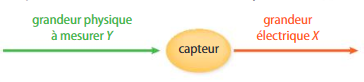 grandeur physique
à mesurer Y
capteur
grandeur
électrique X